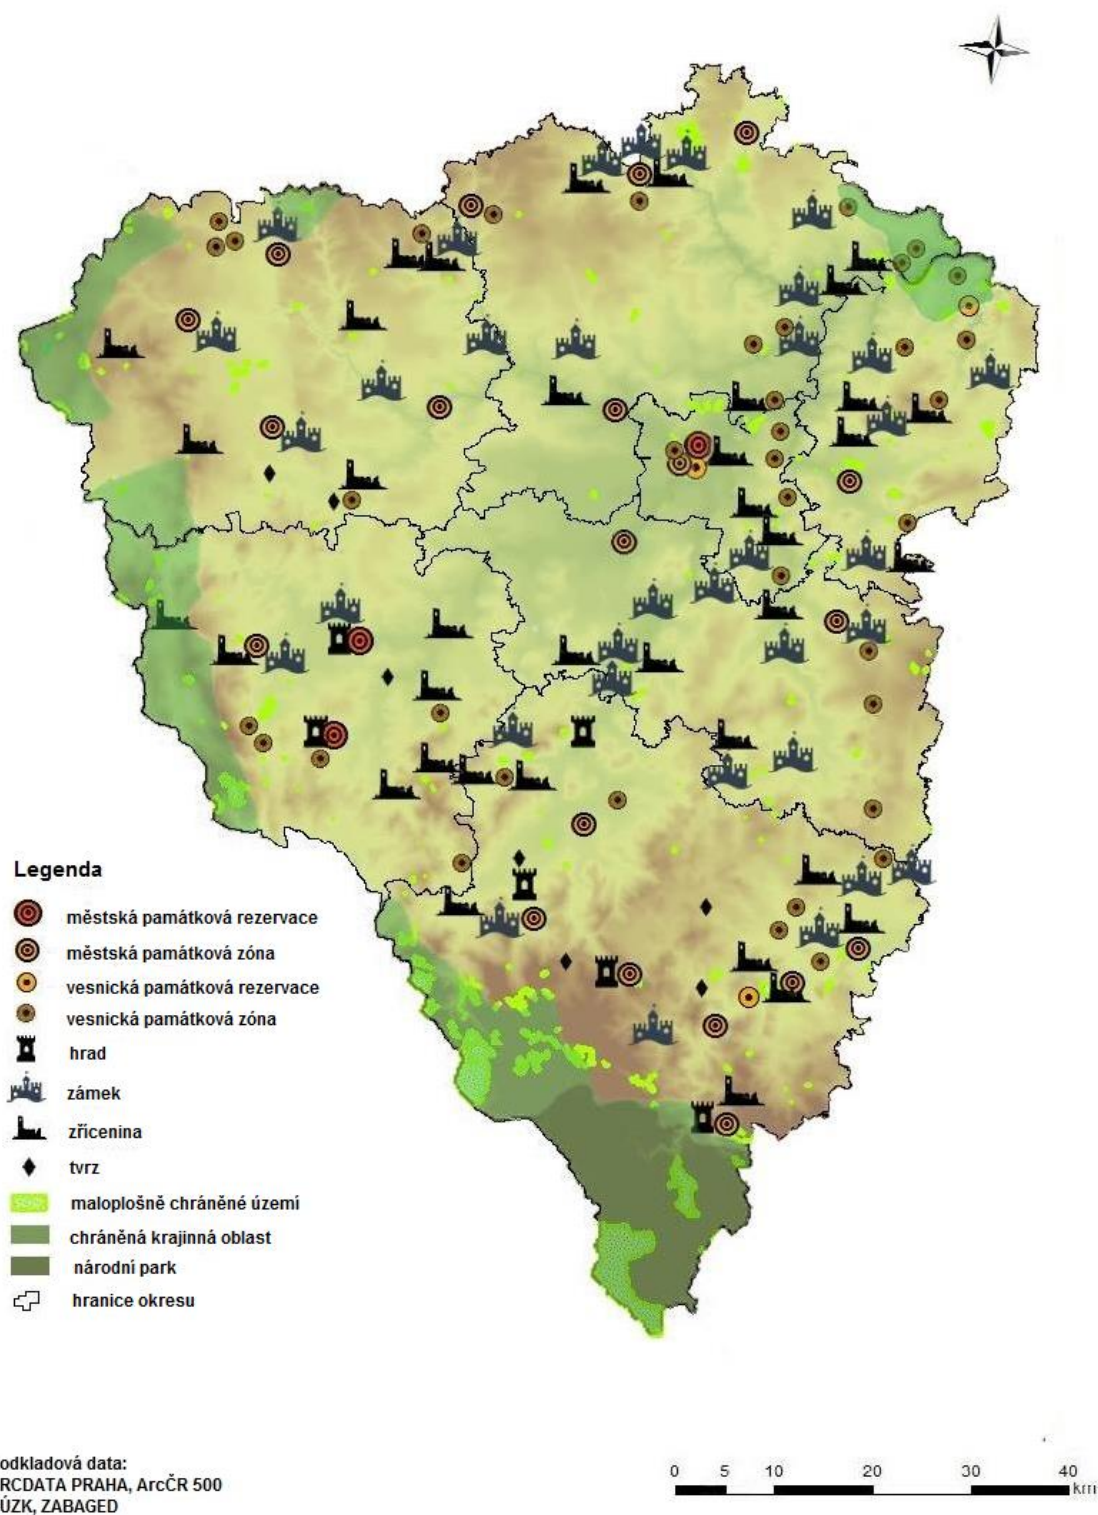 Legenda
městská památková rezervace
městská památková zóna
vesnická památková rezervace
vesnická památková zóna
hrad
zámek
zřícenina
tvrz
maloplošně chráněné území
chráněná krajinná oblast
národní park
hranice okresu
odkladová data:
RCDATA PRAHA, ArcČR 500
ÚZK, ZABAGED
0 5 10 20 30 40
km